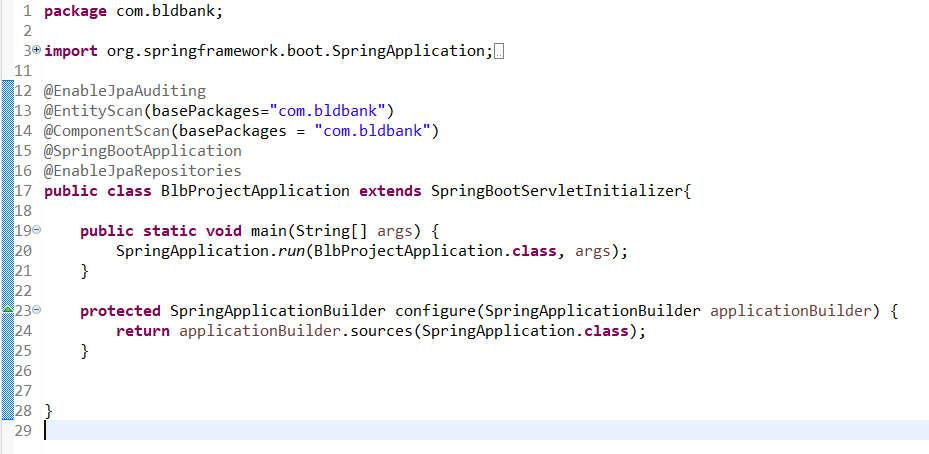 1 package com.bldbank;
2
3 import org.springframework.boot.SpringApplication;
11
12 @EnableJpaAuditing
13 @EntityScan(basePackages="com.bldbank")
14 @ComponentScan(basePackages = "com.bldbank")
15 @SpringBootApplication
16 @EnableJpaRepositories
17 public class BlbProjectApplication extends SpringBootServletInitializer{
18
19     public static void main(String[] args) {
20         SpringApplication.run(BlbProjectApplication.class, args);
21     }
22
23     protected SpringApplicationBuilder configure(SpringApplicationBuilder applicationBuilder) {
24         return applicationBuilder.sources(SpringApplication.class);
25     }
26
27
28 }
29